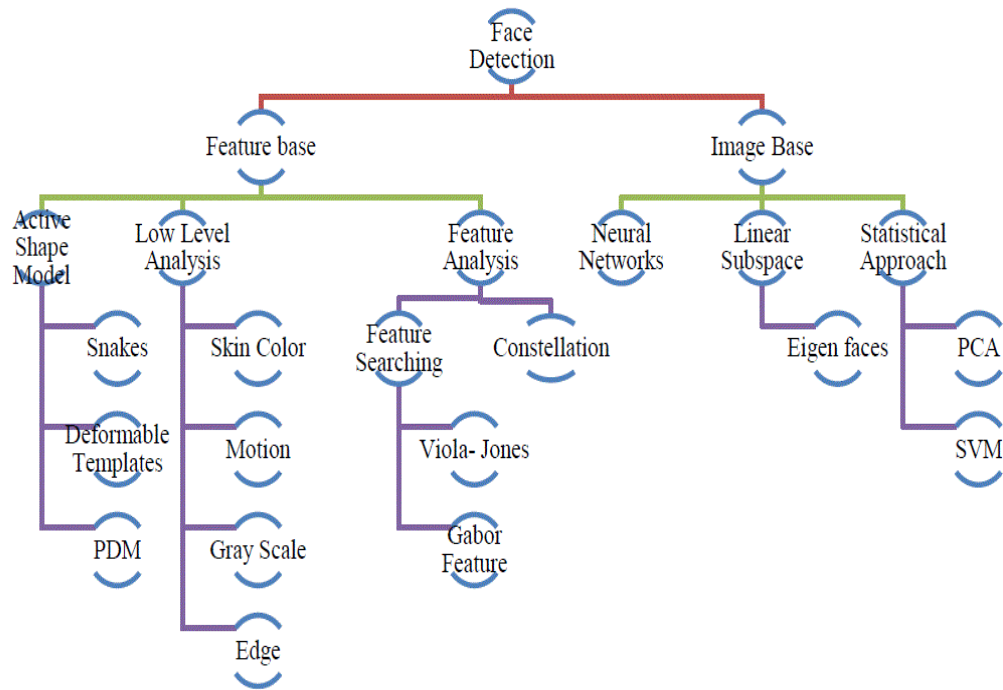 Face
Detection
Feature base
Image Base
Active
Shape
Model
Low Level
Analysis
Feature
Analysis
Neural
Networks
Linear
Subspace
Statistical
Approach
Snakes
Skin Color
Feature
Searching
Constellation
Eigen faces
PCA
Deformable
Templates
Motion
Viola- Jones
SVM
PDM
Gray Scale
Gabor
Feature
Edge